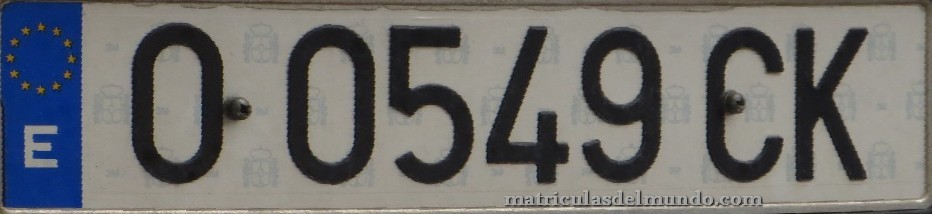 E
O 0549 CK
matriculasdelmundo.com